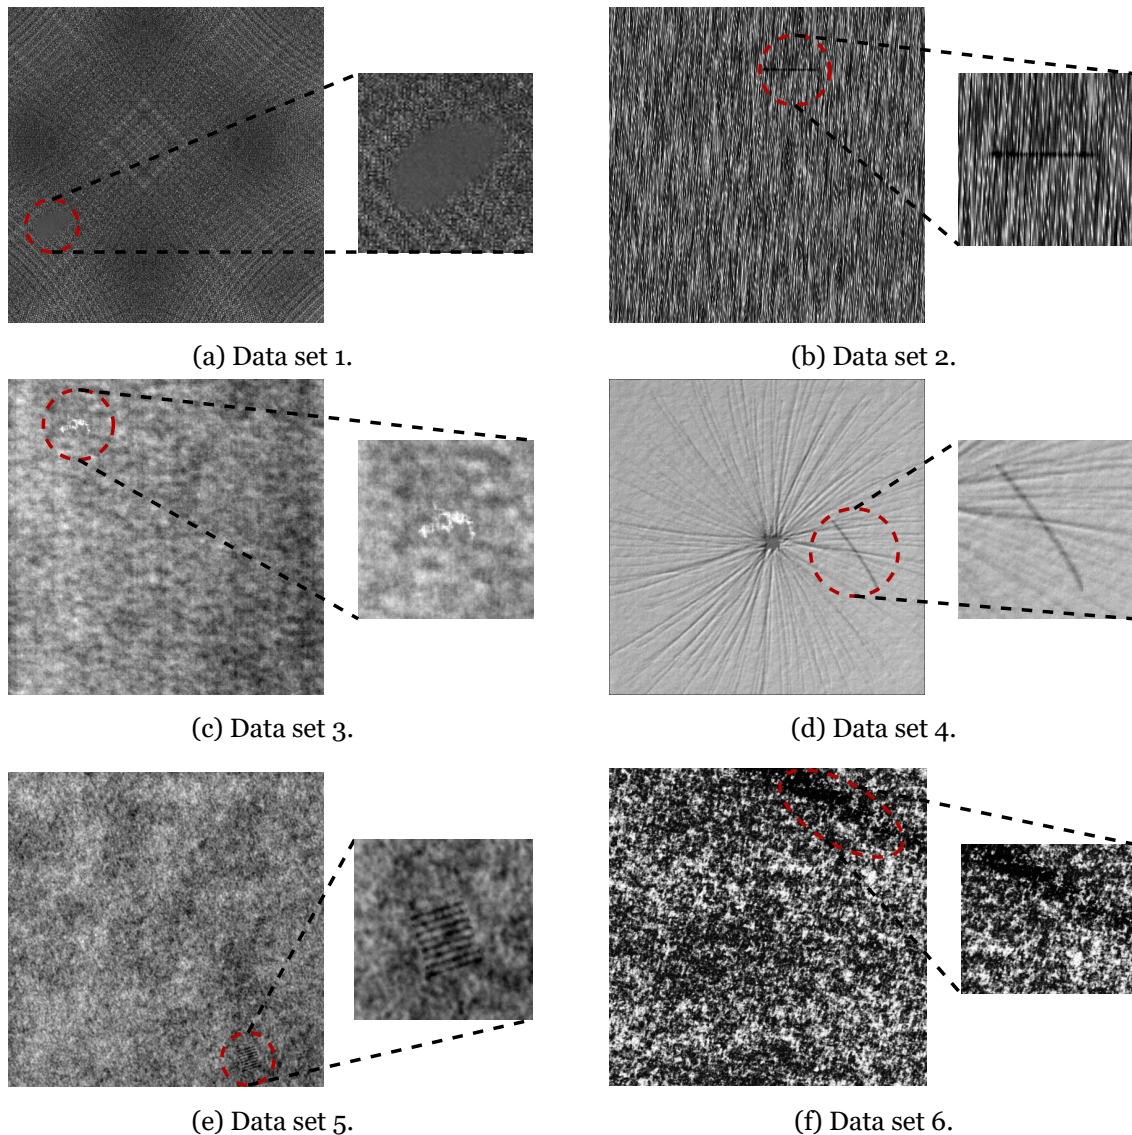 (a) Data set 1.
(b) Data set 2.
(c) Data set 3.
(d) Data set 4.
(e) Data set 5.
(f) Data set 6.